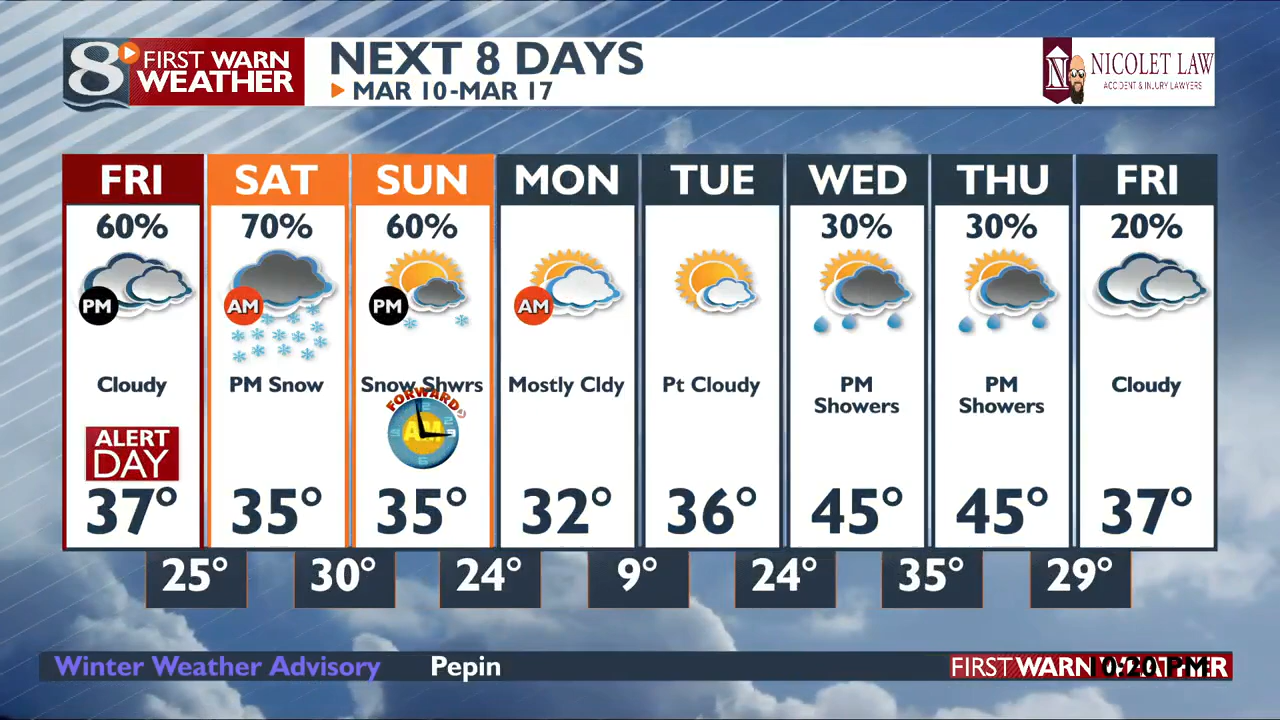 8 FIRST WARN
WEATHER
NEXT 8 DAYS
MAR 10-MAR 17
N NICOLET LAW
ACCIDENT & INJURY LAWYERS
FRI SAT SUN MON TUE WED THU FRI
60% 70% 60% 30% 30% 20%
PM AM PM AM
Cloudy PM Snow Snow Shwrs Mostly Cldy Pt Cloudy PM Showers PM Showers Cloudy
FORWARD
AM
ALERT
DAY
37° 35° 35° 32° 36° 45° 45° 37°
25° 30° 24° 9° 24° 35° 29°
Winter Weather Advisory Pepin FIRST WARN WEATHER